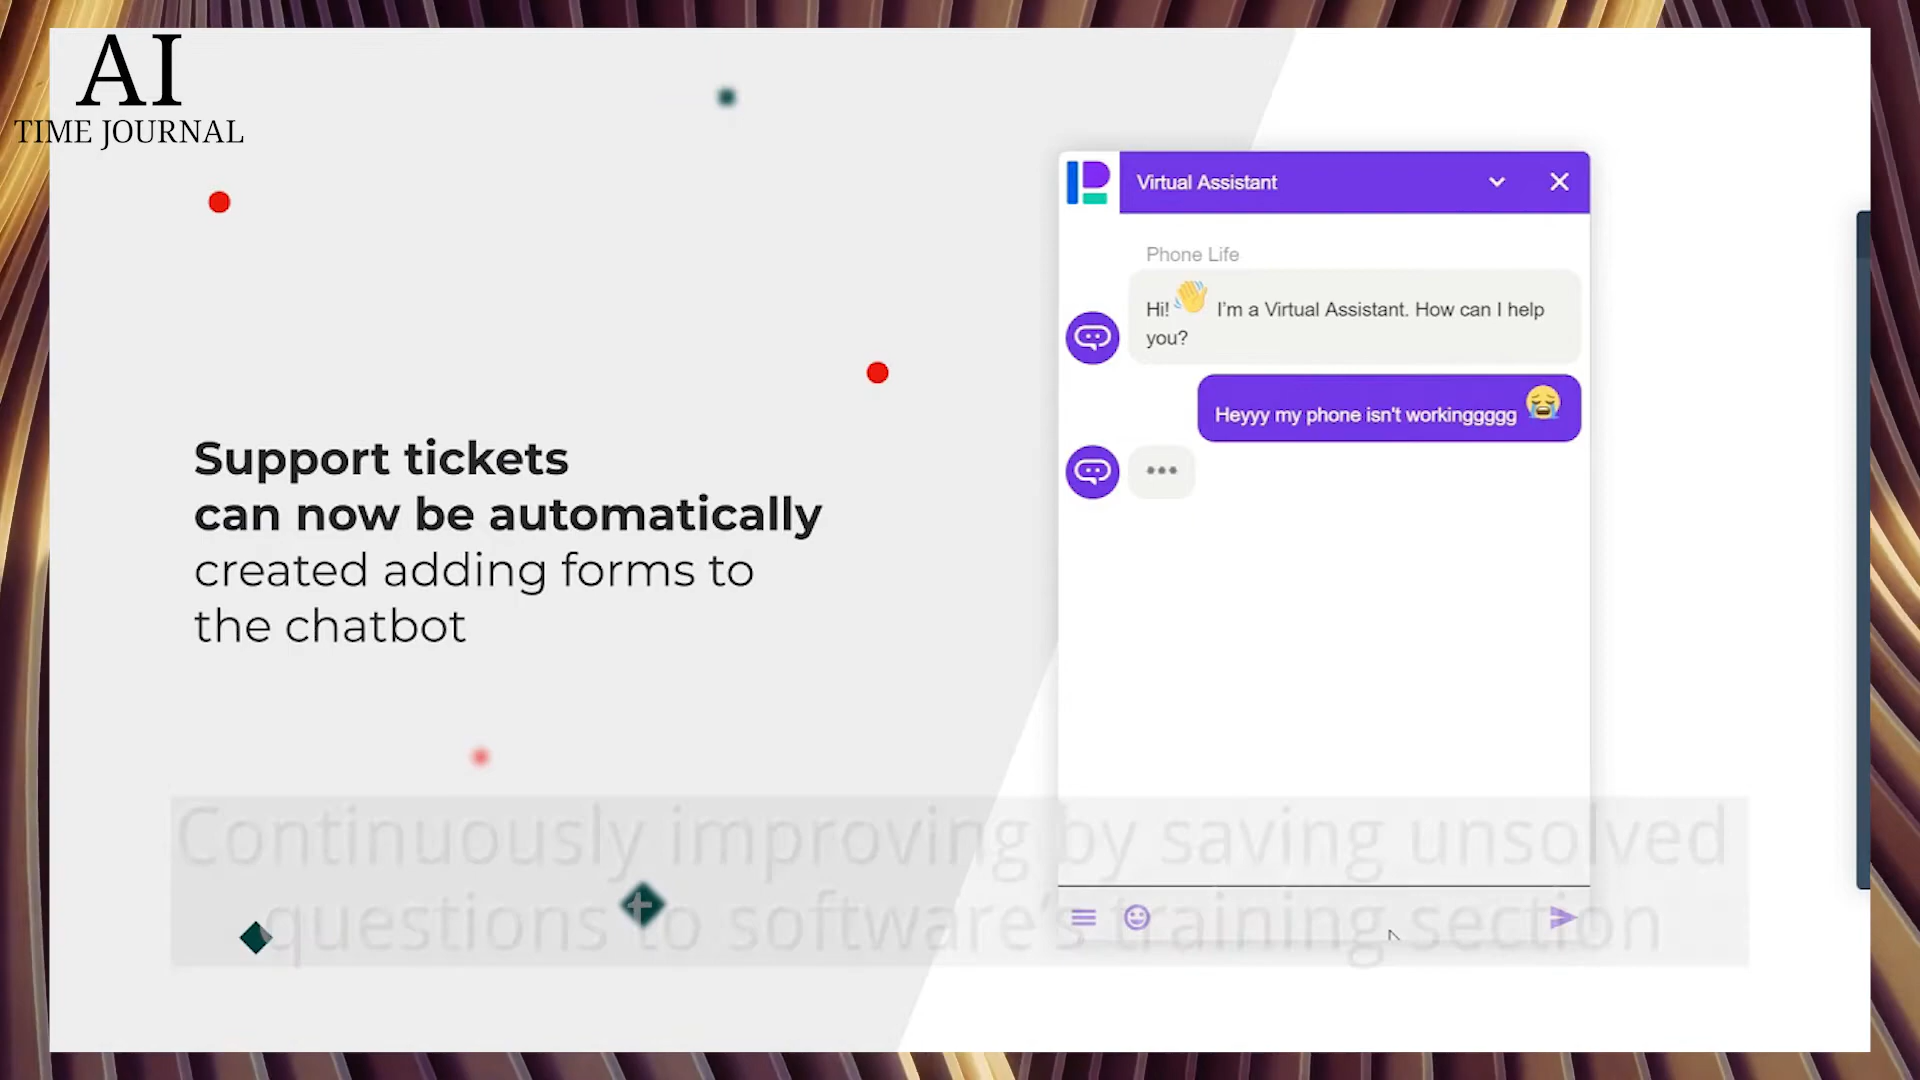 AI
TIME JOURNAL
Support tickets
can now be automatically
created adding forms to
the chatbot
Virtual Assistant
Phone Life
Hi! 👋 I'm a Virtual Assistant. How can I help
you?
Heyyy my phone isn't workinggggg 😭
Continuously improving by saving unsolved
questions to software's training section